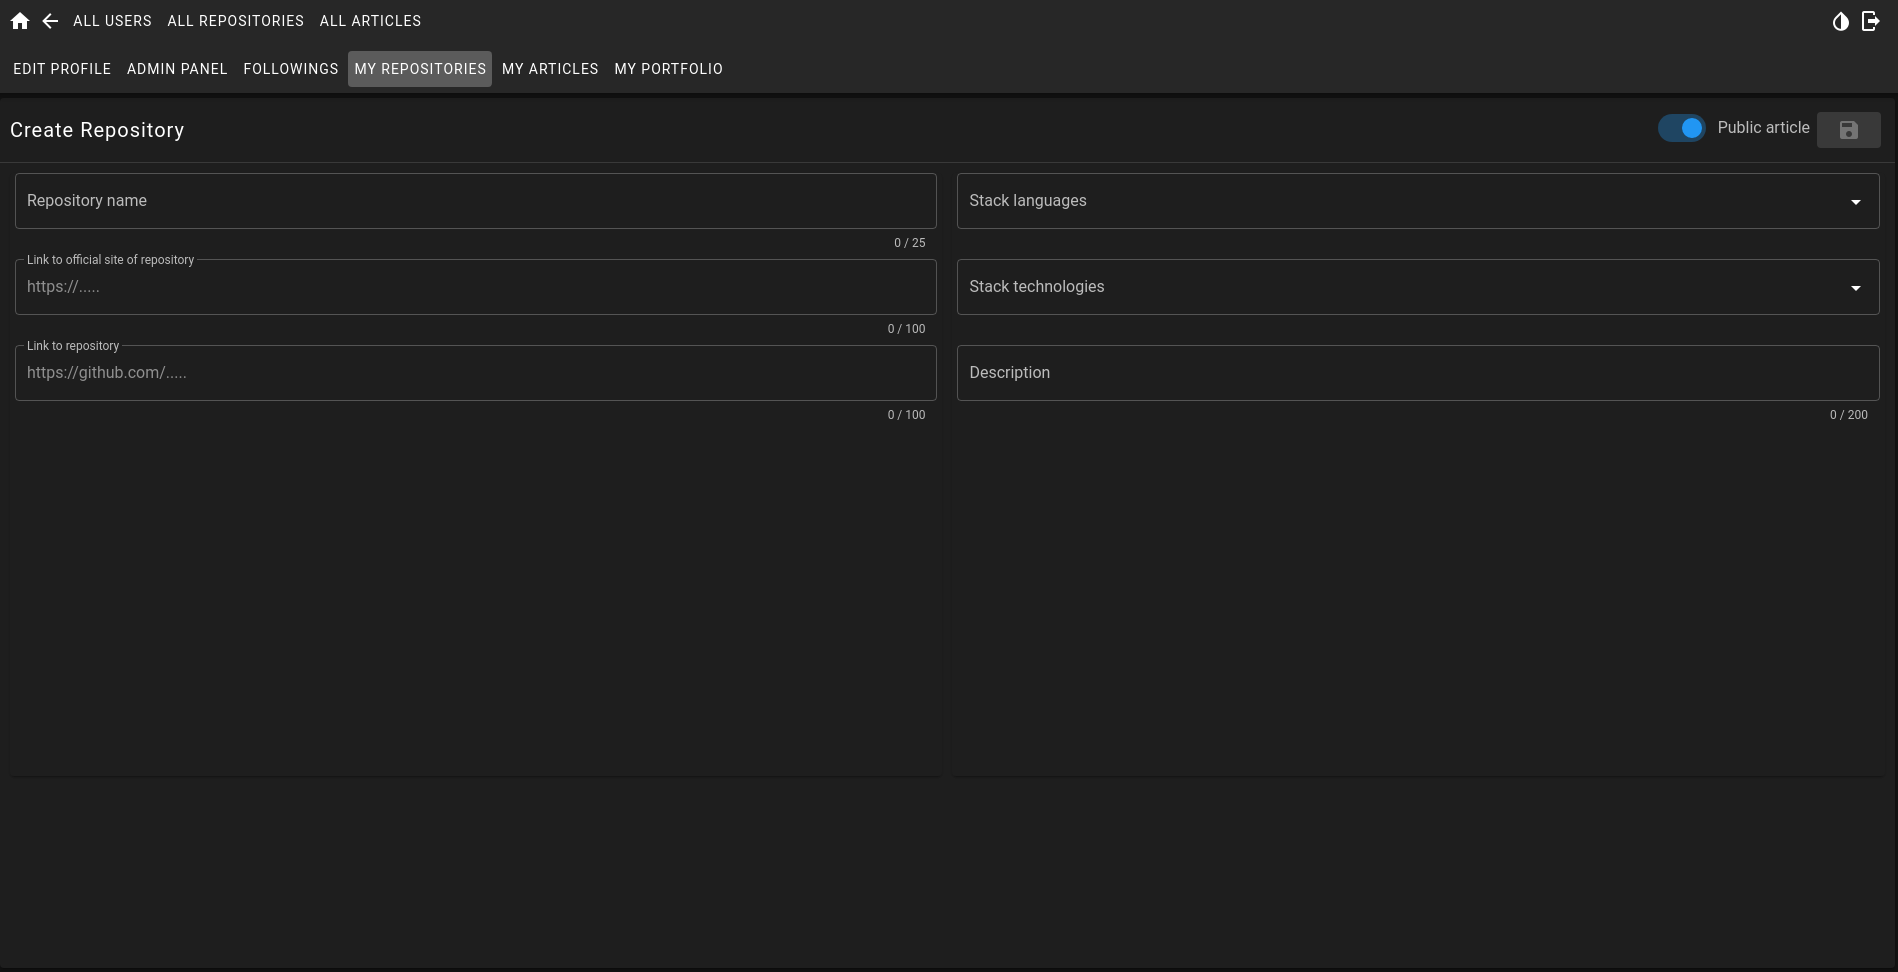 ALL USERS ALL REPOSITORIES ALL ARTICLES
EDIT PROFILE ADMIN PANEL FOLLOWINGS MY REPOSITORIES MY ARTICLES MY PORTFOLIO
Create Repository Public article
Repository name Stack languages
0 / 25
Link to official site of repository
https://..... Stack technologies
0 / 100
Link to repository
https://github.com/..... Description
0 / 100 0 / 200